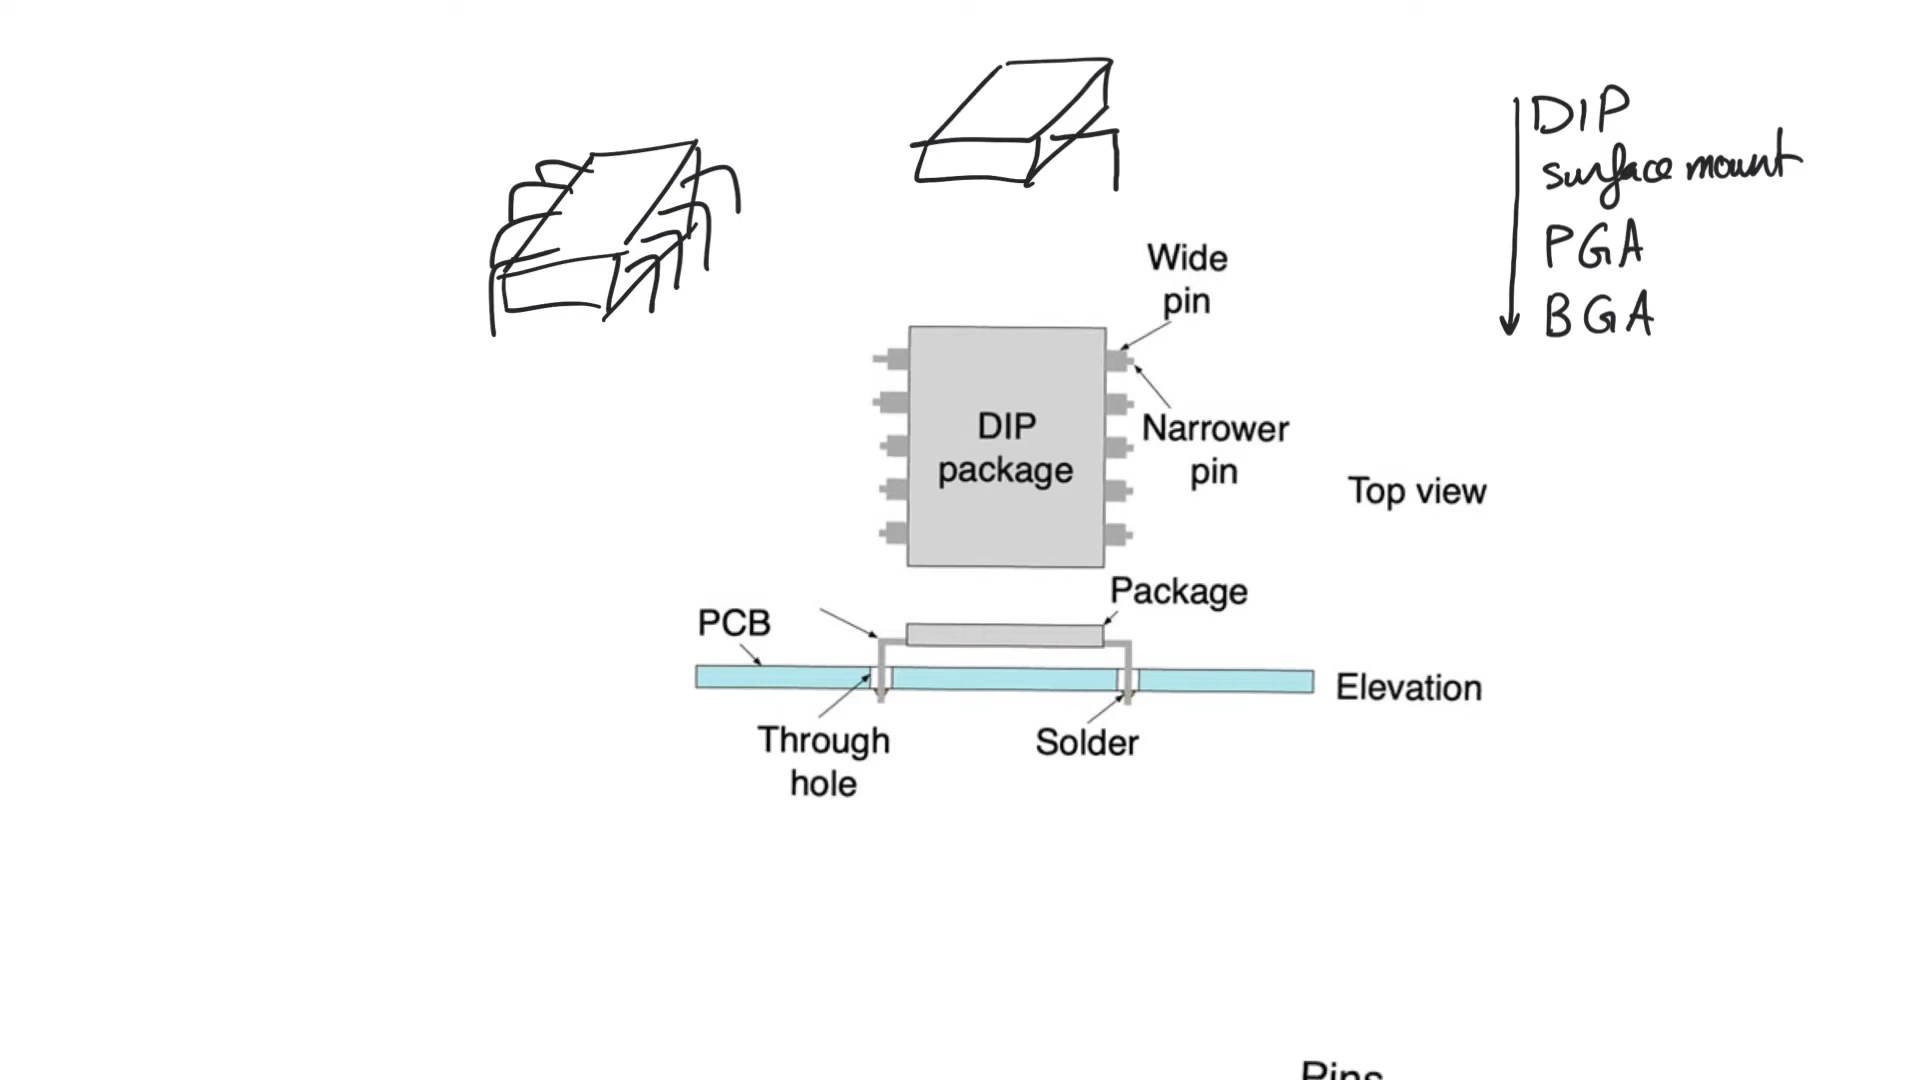 DIP
surface mount
PGA
BGA
Wide
pin
DIP
package
Narrower
pin
Top view
Package
PCB
Elevation
Through
hole
Solder
Pins